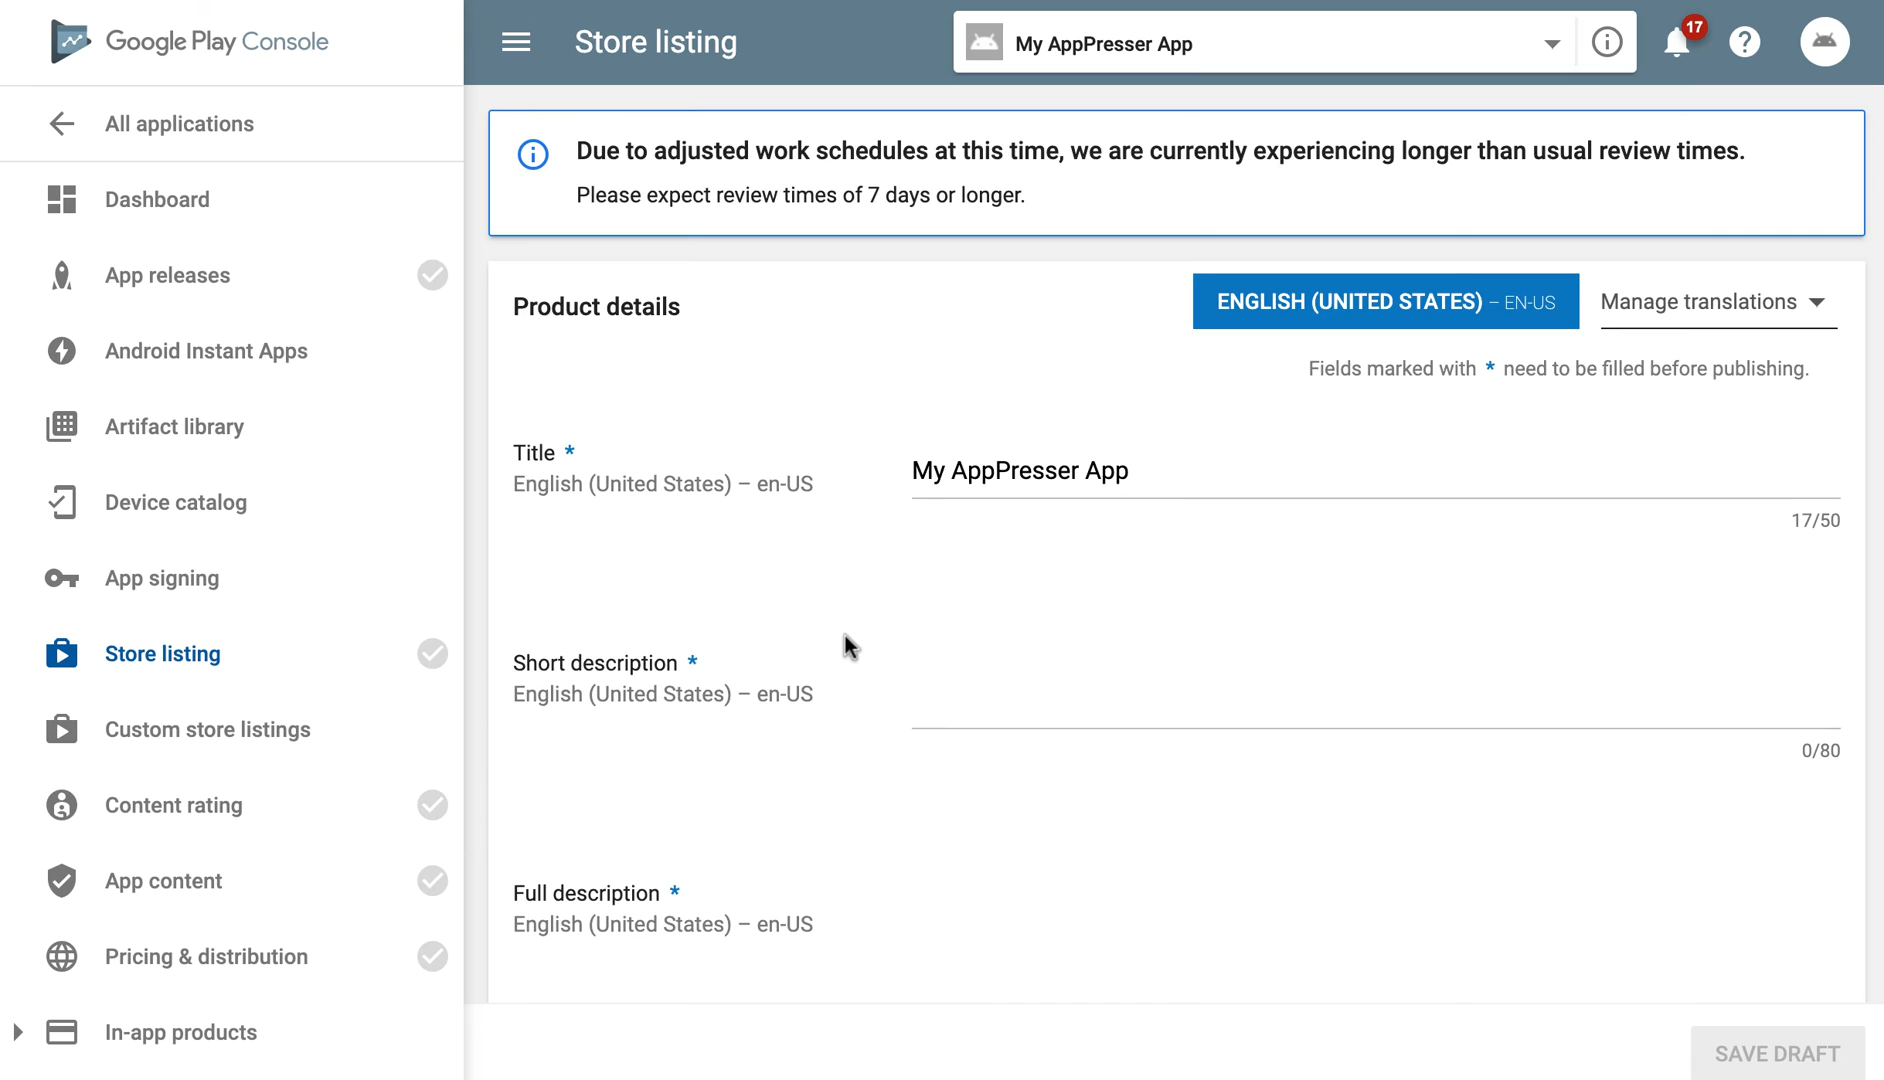 Google Play Console
Store listing
My AppPresser App
17
All applications
Dashboard
App releases
Android Instant Apps
Artifact library
Device catalog
App signing
Store listing
Custom store listings
Content rating
App content
Pricing & distribution
In-app products
Due to adjusted work schedules at this time, we are currently experiencing longer than usual review times.
Please expect review times of 7 days or longer.
Product details
ENGLISH (UNITED STATES) – EN-US
Manage translations
Fields marked with * need to be filled before publishing.
Title *
English (United States) – en-US
My AppPresser App
17/50
Short description *
English (United States) – en-US
0/80
Full description *
English (United States) – en-US
SAVE DRAFT